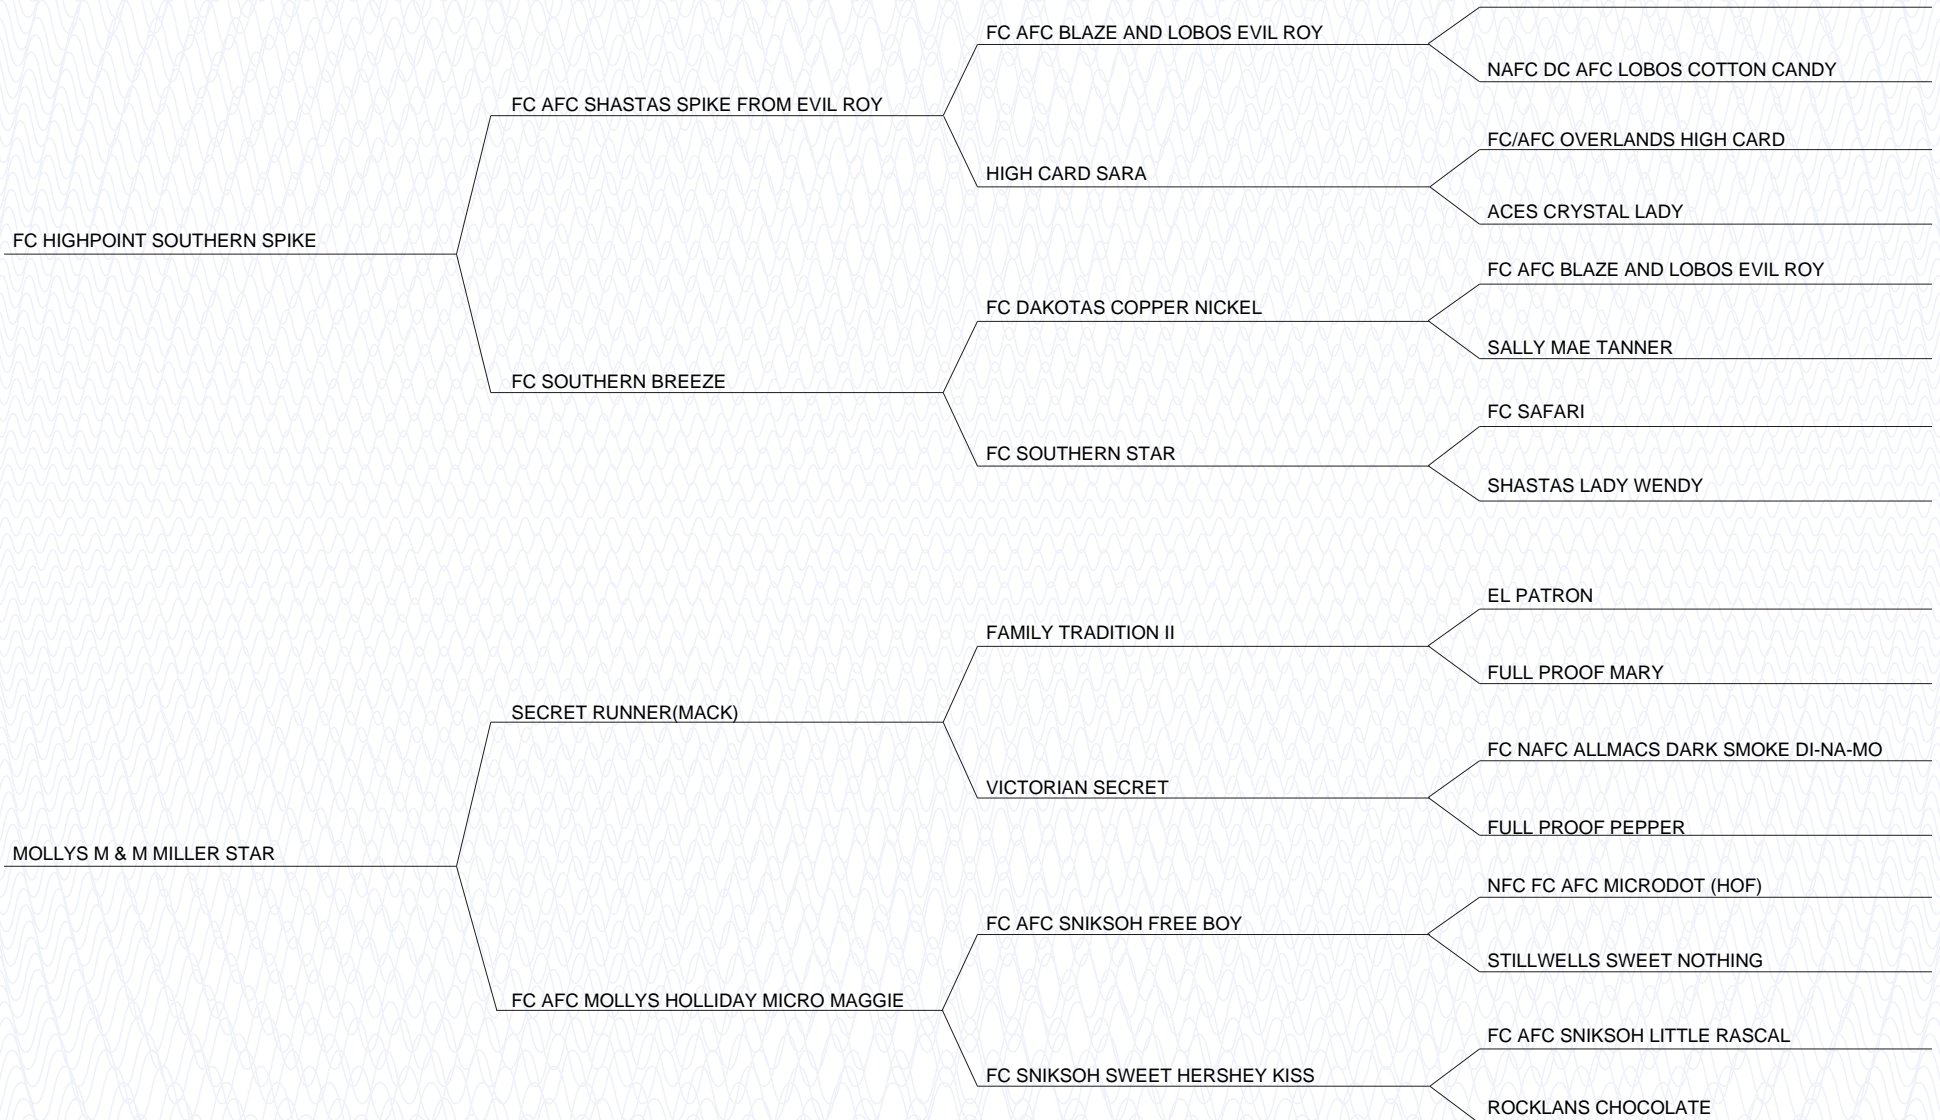 FC AFC BLAZE AND LOBOS EVIL ROY
NAFC DC AFC LOBOS COTTON CANDY
FC AFC SHASTAS SPIKE FROM EVIL ROY
FC/AFC OVERLANDS HIGH CARD
HIGH CARD SARA
ACES CRYSTAL LADY
FC HIGHPOINT SOUTHERN SPIKE
FC AFC BLAZE AND LOBOS EVIL ROY
FC DAKOTAS COPPER NICKEL
SALLY MAE TANNER
FC SOUTHERN BREEZE
FC SAFARI
FC SOUTHERN STAR
SHASTAS LADY WENDY
EL PATRON
FAMILY TRADITION II
FULL PROOF MARY
SECRET RUNNER(MACK)
FC NAFC ALLMACS DARK SMOKE DI-NA-MO
VICTORIAN SECRET
FULL PROOF PEPPER
MOLLYS M & M MILLER STAR
NFC FC AFC MICRODOT (HOF)
FC AFC SNIKSOH FREE BOY
STILLWELLS SWEET NOTHING
FC AFC MOLLYS HOLLIDAY MICRO MAGGIE
FC AFC SNIKSOH LITTLE RASCAL
FC SNIKSOH SWEET HERSHEY KISS
ROCKLANS CHOCOLATE